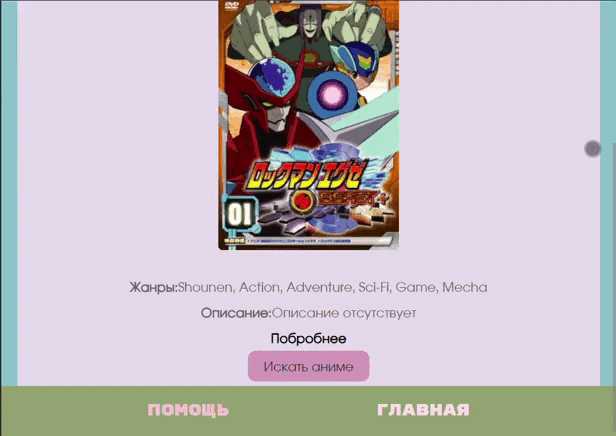 DVD
ロックマンエグゼ
BEAST+
01
Жанры:Shounen, Action, Adventure, Sci-Fi, Game, Mecha
Описание:Описание отсутствует
Побробнее
Искать аниме
ПОМОЩЬ ГЛАВНАЯ